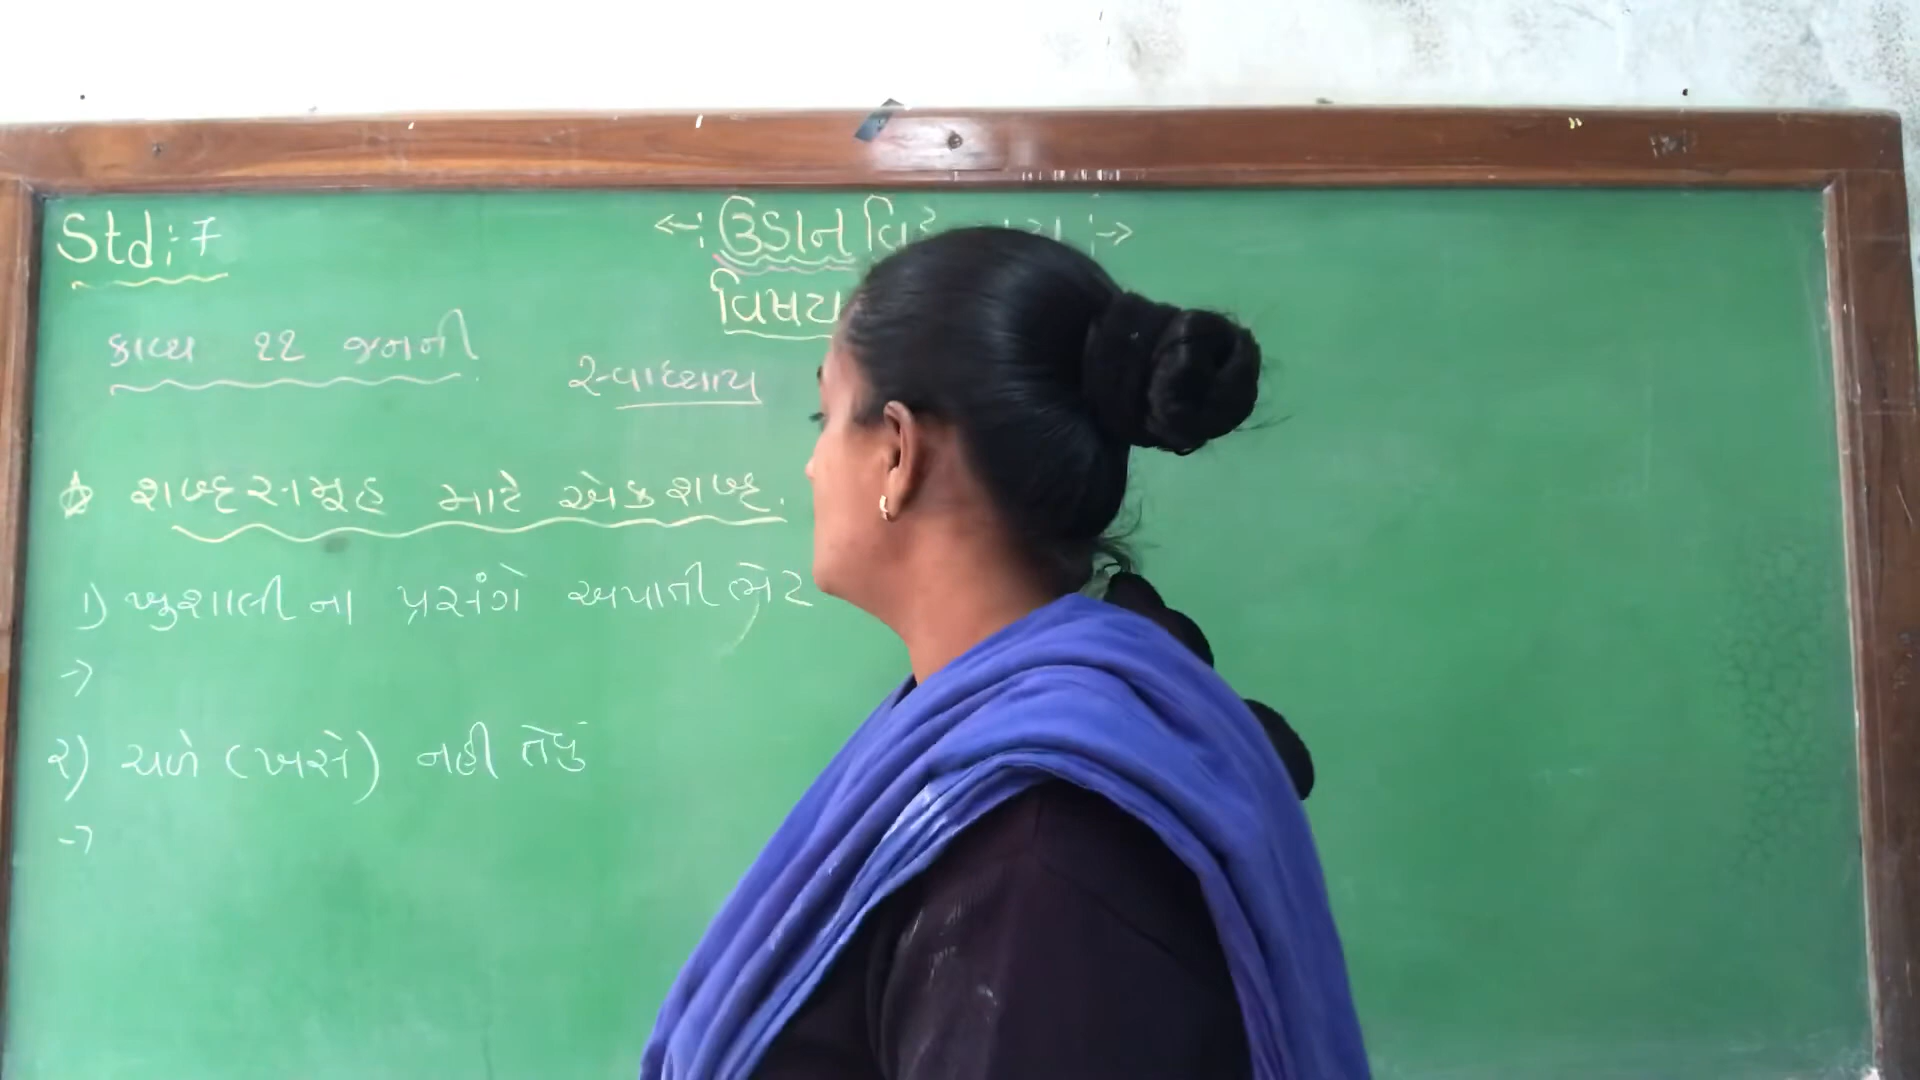 Std: 7
ઉડાન
વિષય
કાવ્ય ૨૨ જનની
સ્વાધ્યાય
શબ્દસમૂહ માટે એક શબ્દ.
૧) ખુશાલીના પ્રસંગે અપાતી ભેટ
→
૨) ચળે (ખસે) નહી તેવું
→